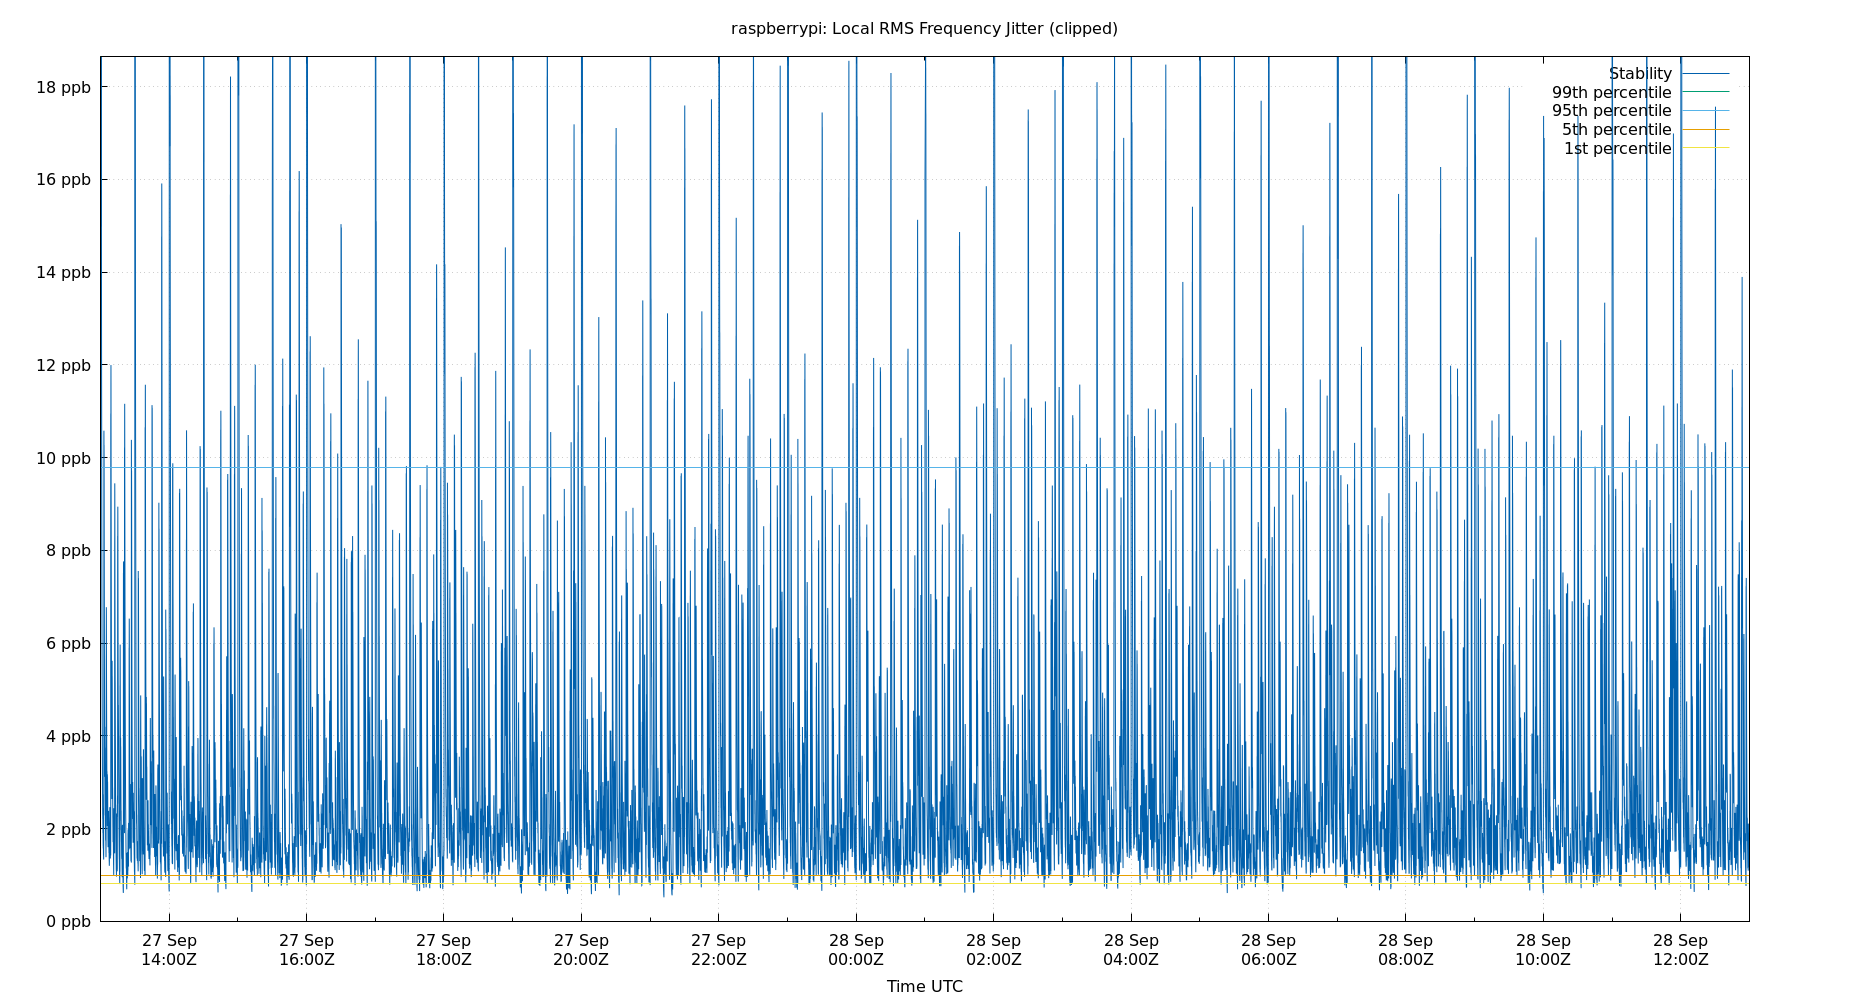 raspberrypi: Local RMS Frequency Jitter (clipped)
Stability
99th percentile
95th percentile
5th percentile
1st percentile
18 ppb
16 ppb
14 ppb
12 ppb
10 ppb
8 ppb
6 ppb
4 ppb
2 ppb
0 ppb
27 Sep 27 Sep 27 Sep 27 Sep 27 Sep 28 Sep 28 Sep 28 Sep 28 Sep 28 Sep 28 Sep 28 Sep
14:00Z 16:00Z 18:00Z 20:00Z 22:00Z 00:00Z 02:00Z 04:00Z 06:00Z 08:00Z 10:00Z 12:00Z
Time UTC